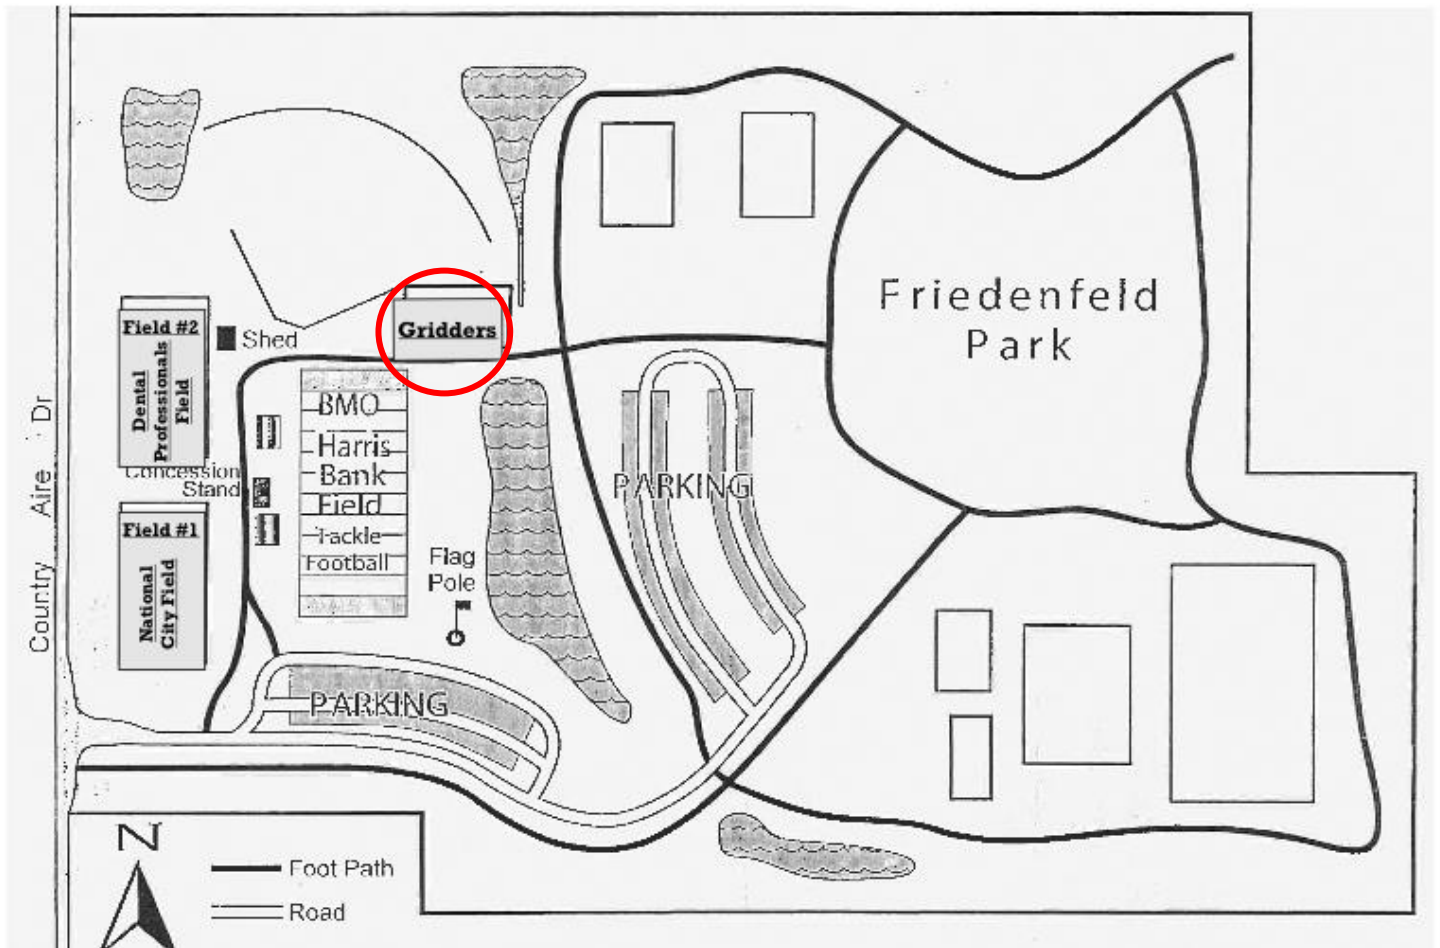 Friedenfeld
Park
Gridders
Field #2
Dental
Professionals
Field
Shed
Concession
Stand
Field #1
National
City Field
BMO
Harris
Bank
Field
Tackle
Football
Flag
Pole
PARKING
PARKING
Country Aire Dr
N
Foot Path
Road